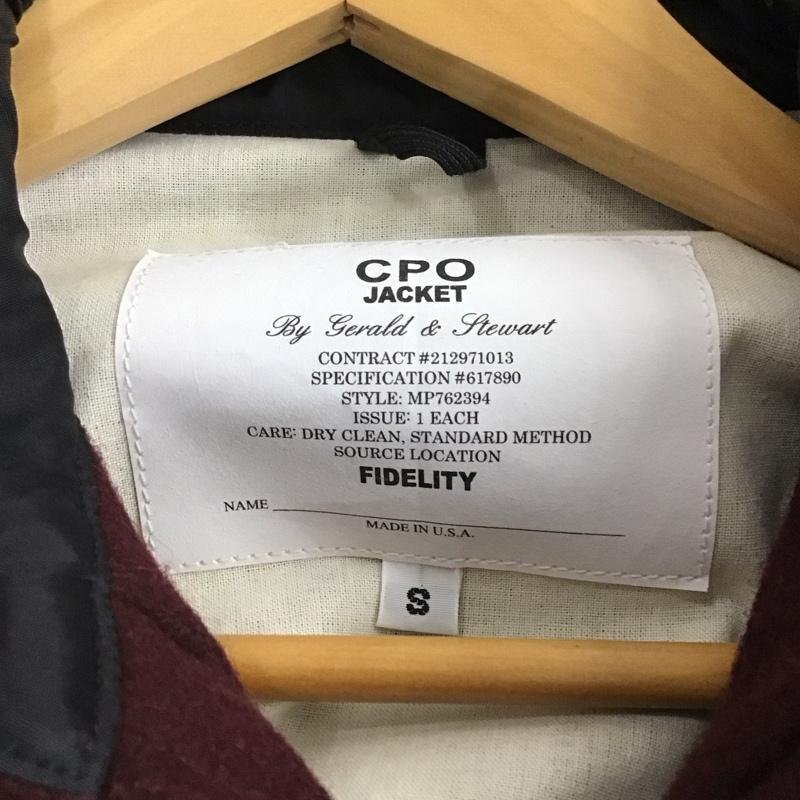 CPO
JACKET
By Gerald & Stewart
CONTRACT #212971013
SPECIFICATION #617890
STYLE: MP762394
ISSUE: 1 EACH
CARE: DRY CLEAN, STANDARD METHOD
SOURCE LOCATION
FIDELITY
NAME
MADE IN U.S.A.
S